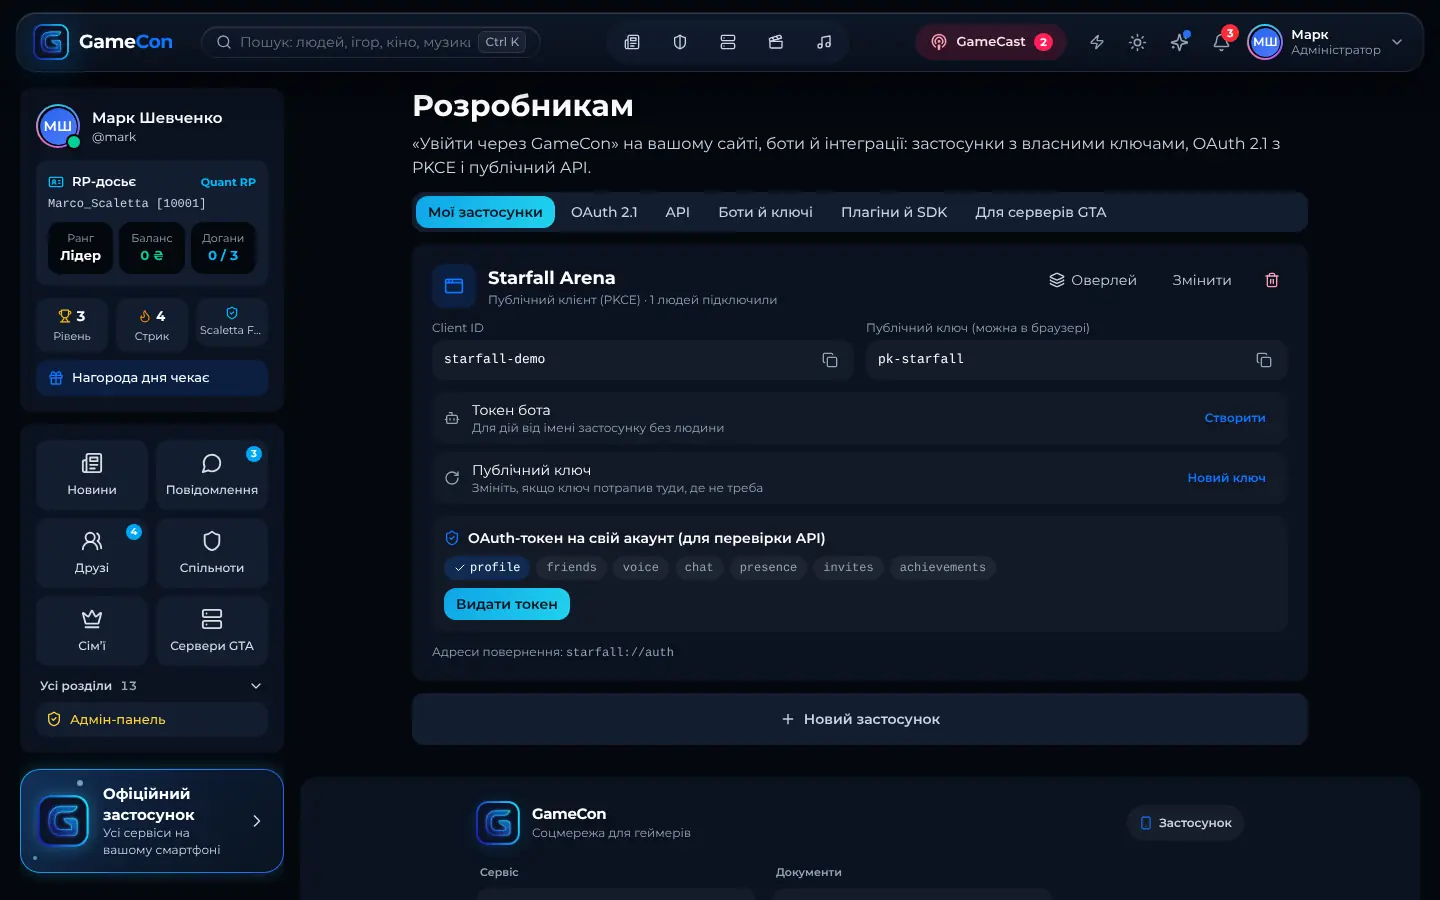 GameCon
Пошук: людей, ігор, кіно, музики
Ctrl K
GameCast 2
3
МШ
Марк
Адміністратор
МШ
Марк Шевченко
@mark
RP-досьє
Quant RP
Marco_Scaletta [10001]
Ранг
Лідер
Баланс
0 ₴
Догани
0 / 3
3
Рівень
4
Стрик
Scaletta F...
Нагорода дня чекає
Новини
3
Повідомлення
4
Друзі
Спільноти
Сім’ї
Сервери GTA
Усі розділи 13
Адмін-панель
Офіційний
застосунок
Усі сервіси на
вашому смартфоні
Розробникам
«Увійти через GameCon» на вашому сайті, боти й інтеграції: застосунки з власними ключами, OAuth 2.1 з
PKCE і публічний API.
Мої застосунки
OAuth 2.1
API
Боти й ключі
Плагіни й SDK
Для серверів GTA
Starfall Arena
Публічний клієнт (PKCE) · 1 людей підключили
Оверлей
Змінити
Client ID
starfall-demo
Публічний ключ (можна в браузері)
pk-starfall
Токен бота
Для дій від імені застосунку без людини
Створити
Публічний ключ
Змініть, якщо ключ потрапив туди, де не треба
Новий ключ
OAuth-токен на свій акаунт (для перевірки API)
profile
friends
voice
chat
presence
invites
achievements
Видати токен
Адреси повернення: starfall://auth
Новий застосунок
GameCon
Соцмережа для геймерів
Застосунок
Сервіс
Документи